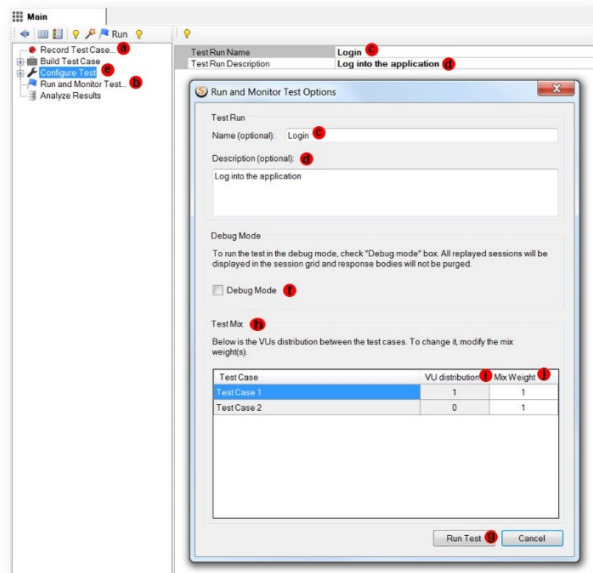 Main
Run
Record Test Case... a
Build Test Case
Configure Test e
Run and Monitor Test... b
Analyze Results
Test Run Name Login c
Test Run Description Log into the application d
Run and Monitor Test Options
Test Run
Name (optional): Login c
Description (optional): d
Log into the application
Debug Mode
To run the test in the debug mode, check "Debug mode" box. All replayed sessions will be
displayed in the session grid and response bodies will not be purged.
Debug Mode f
Test Mix h
Below is the VUs distribution between the test cases. To change it, modify the mix
weight(s).
Test Case VU distribution i Mix Weight j
Test Case 1 1 1
Test Case 2 0 1
Run Test g Cancel